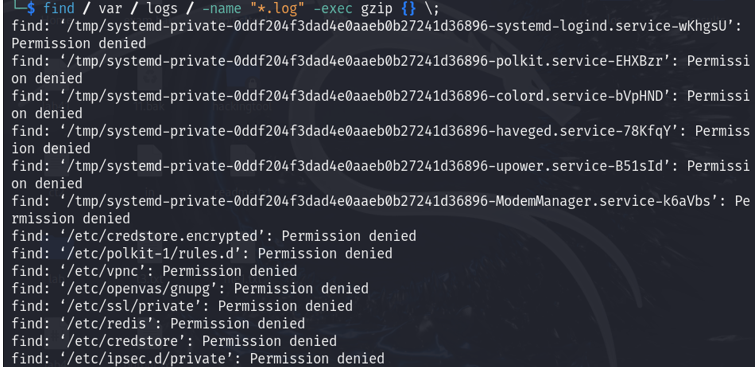 └─$ find / var / logs / -name "*.log" -exec gzip {} \;
find: ‘/tmp/systemd-private-0ddf204f3dad4e0aaeb0b27241d36896-systemd-logind.service-wKhgsU’:
Permission denied
find: ‘/tmp/systemd-private-0ddf204f3dad4e0aaeb0b27241d36896-polkit.service-EHXBzr’: Permissi
on denied
find: ‘/tmp/systemd-private-0ddf204f3dad4e0aaeb0b27241d36896-colord.service-bVpHND’: Permissi
on denied
find: ‘/tmp/systemd-private-0ddf204f3dad4e0aaeb0b27241d36896-haveged.service-78KfqY’: Permiss
ion denied
find: ‘/tmp/systemd-private-0ddf204f3dad4e0aaeb0b27241d36896-upower.service-B51sId’: Permissi
on denied
find: ‘/tmp/systemd-private-0ddf204f3dad4e0aaeb0b27241d36896-ModemManager.service-k6aVbs’: Pe
rmission denied
find: ‘/etc/credstore.encrypted’: Permission denied
find: ‘/etc/polkit-1/rules.d’: Permission denied
find: ‘/etc/vpnc’: Permission denied
find: ‘/etc/openvas/gnupg’: Permission denied
find: ‘/etc/ssl/private’: Permission denied
find: ‘/etc/redis’: Permission denied
find: ‘/etc/credstore’: Permission denied
find: ‘/etc/ipsec.d/private’: Permission denied